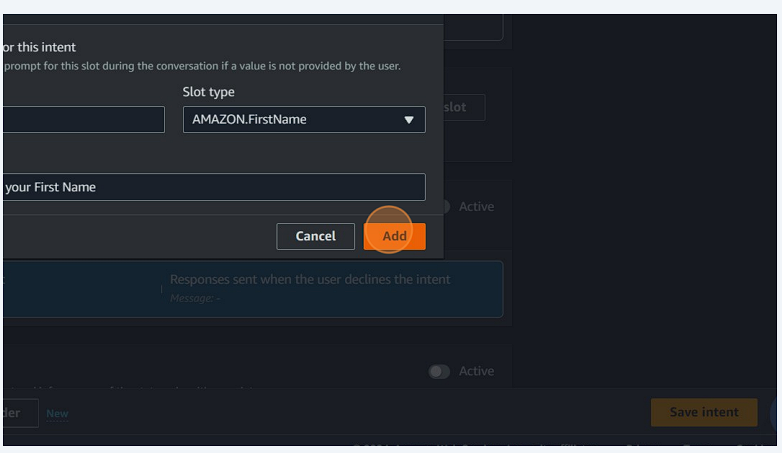 or this intent
prompt for this slot during the conversation if a value is not provided by the user.
Slot type
AMAZON.FirstName
slot
your First Name
Active
Cancel
Add
Responses sent when the user declines the intent
Message: -
Active
der
New
Save intent